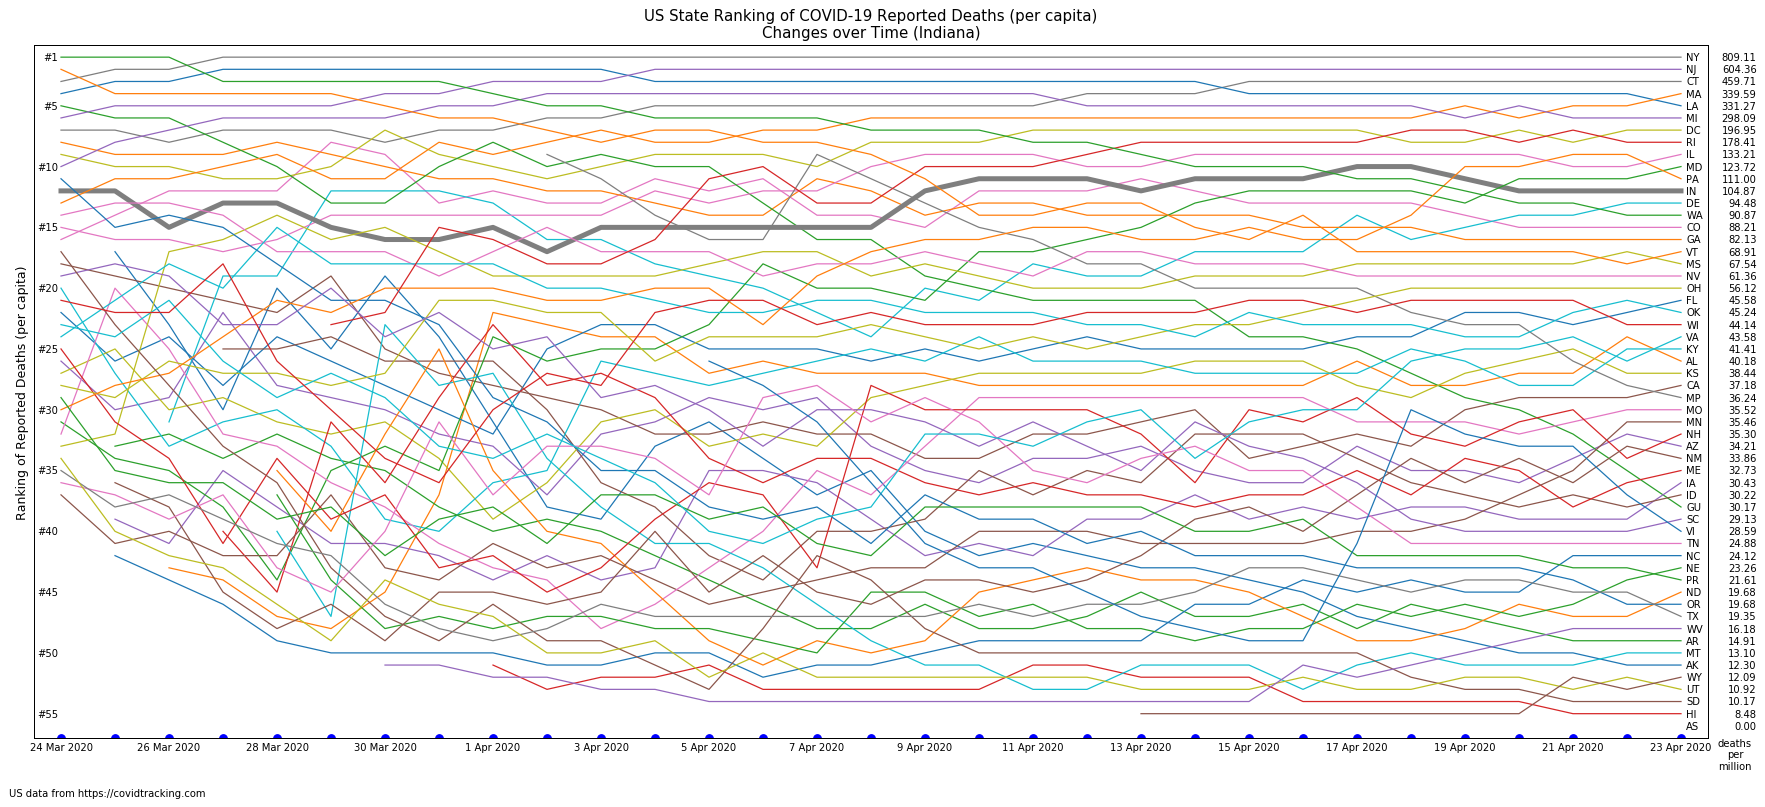 US State Ranking of COVID-19 Reported Deaths (per capita)
Changes over Time (Indiana)
Ranking of Reported Deaths (per capita)
#1
#5
#10
#15
#20
#25
#30
#35
#40
#45
#50
#55
NY 809.11
NJ 604.36
CT 459.71
MA 339.59
LA 331.27
MI 298.09
DC 196.95
RI 178.41
IL 133.21
MD 123.72
PA 111.00
IN 104.87
DE 94.48
WA 90.87
CO 88.21
GA 82.13
VT 68.91
MS 67.54
NV 61.36
OH 56.12
FL 45.58
OK 45.24
WI 44.14
VA 43.58
KY 41.41
AL 40.18
KS 38.44
CA 37.18
MP 36.24
MO 35.52
MN 35.46
NH 35.30
AZ 34.21
NM 33.86
ME 32.73
IA 30.43
ID 30.22
GU 30.17
SC 29.13
VI 28.59
TN 24.88
NC 24.12
NE 23.26
PR 21.61
ND 19.68
OR 19.68
TX 19.35
WV 16.18
AR 14.91
MT 13.10
AK 12.30
WY 12.09
UT 10.92
SD 10.17
HI 8.48
AS 0.00
24 Mar 2020 26 Mar 2020 28 Mar 2020 30 Mar 2020 1 Apr 2020 3 Apr 2020 5 Apr 2020 7 Apr 2020 9 Apr 2020 11 Apr 2020 13 Apr 2020 15 Apr 2020 17 Apr 2020 19 Apr 2020 21 Apr 2020 23 Apr 2020
deaths
per
million
US data from https://covidtracking.com